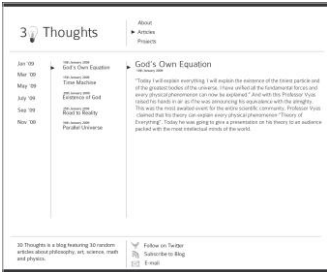 30 Thoughts
About
Articles
Projects
Jan '09
Mar '09
May '09
July '09
Sep '09
Nov '09
God's Own Equation
Time Machine
Existence of God
Road to Reality
Parallel Universe
God's Own Equation
"Today I will explain everything. I will explain the existence of the tiniest particle and
of the greatest bodies of the universe. I have unified all the fundamental forces and
every physical phenomenon can now be explained." And with this Professor Vyas
raised his hands in air as if he was announcing his equivalence with the almighty.
This was the most awaited event for the entire scientific community. Professor Vyas
claimed that his theory can explain every physical phenomenon "Theory of
Everything". Today he was going to give a presentation on his theory to an audience
packed with the most intellectual minds of the world.
30 Thoughts is a blog featuring 30 random
articles about philosophy, art, science, math
and physics.
Follow on Twitter
Subscribe to Blog
E-mail